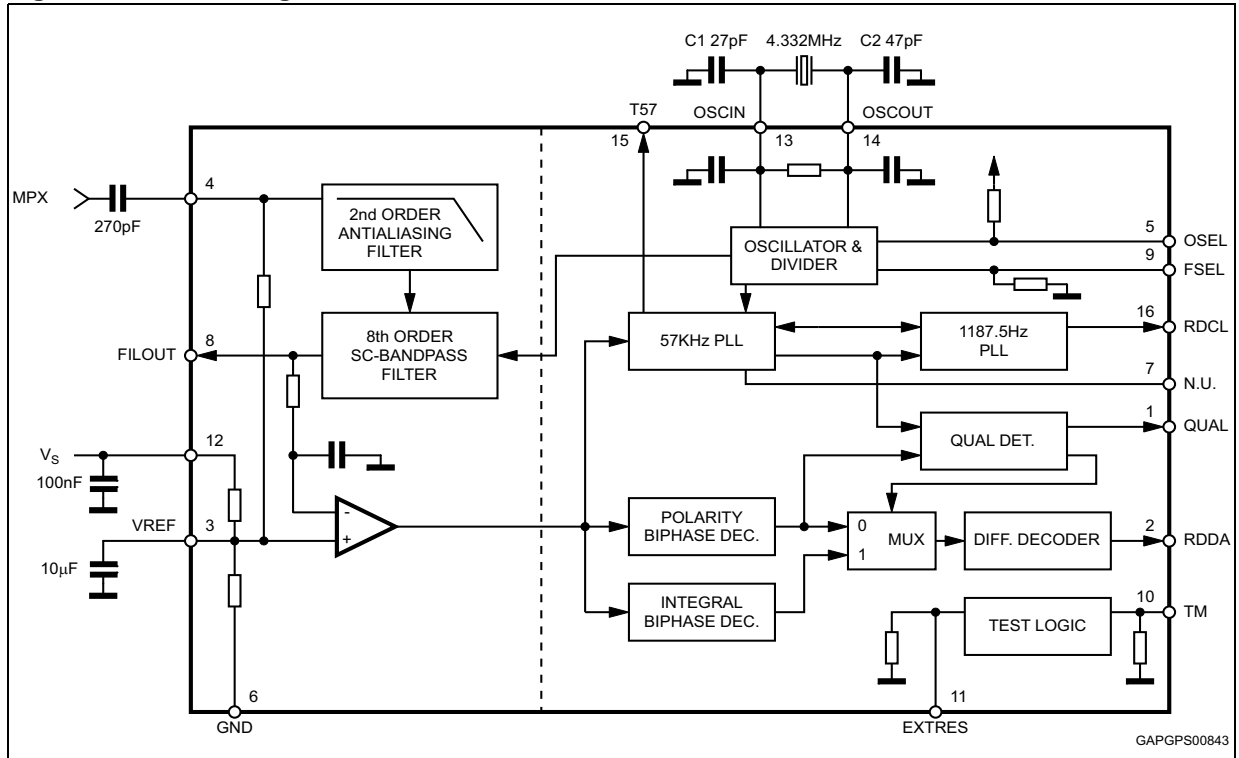 C1 27pF
4.332MHz
C2 47pF
T57
OSCIN
OSCOUT
15
13
14
4
MPX
270pF
2nd ORDER
ANTIALIASING
FILTER
OSCILLATOR &
DIVIDER
5
OSEL
9
FSEL
8
FILOUT
8th ORDER
SC-BANDPASS
FILTER
57KHz PLL
1187.5Hz
PLL
16
RDCL
7
N.U.
1
QUAL
QUAL DET.
12
VS
100nF
VREF
3
10µF
-
+
POLARITY
BIPHASE DEC.
0
1
MUX
DIFF. DECODER
2
RDDA
INTEGRAL
BIPHASE DEC.
TEST LOGIC
10
TM
6
GND
11
EXTRES
GAPGPS00843